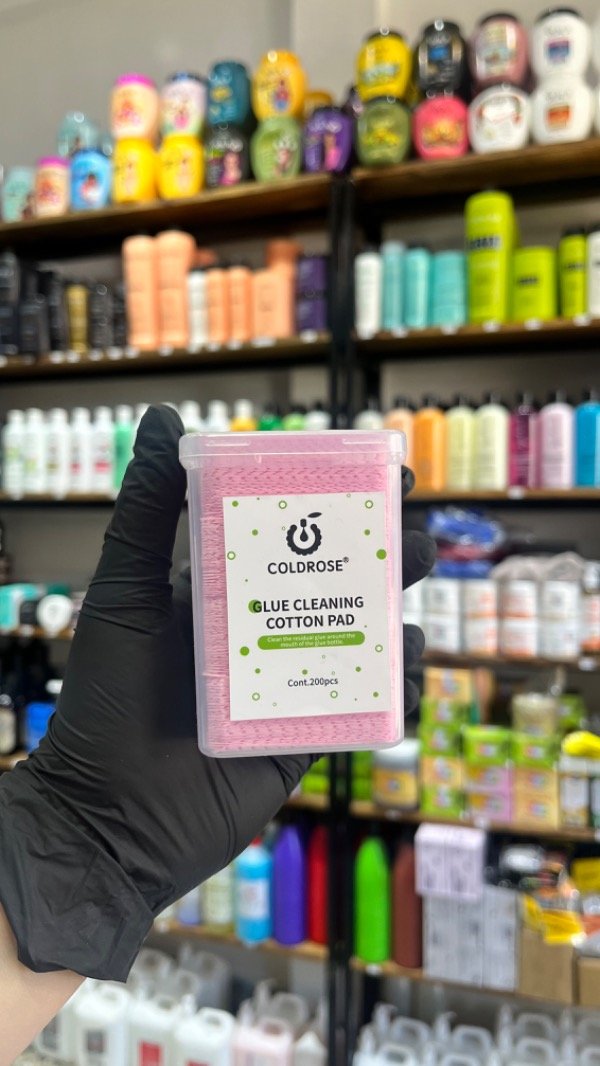 COLDROSE®
GLUE CLEANING
COTTON PAD
Clean the residual glue around the
mouth of the glue bottle.
Cont.200pcs